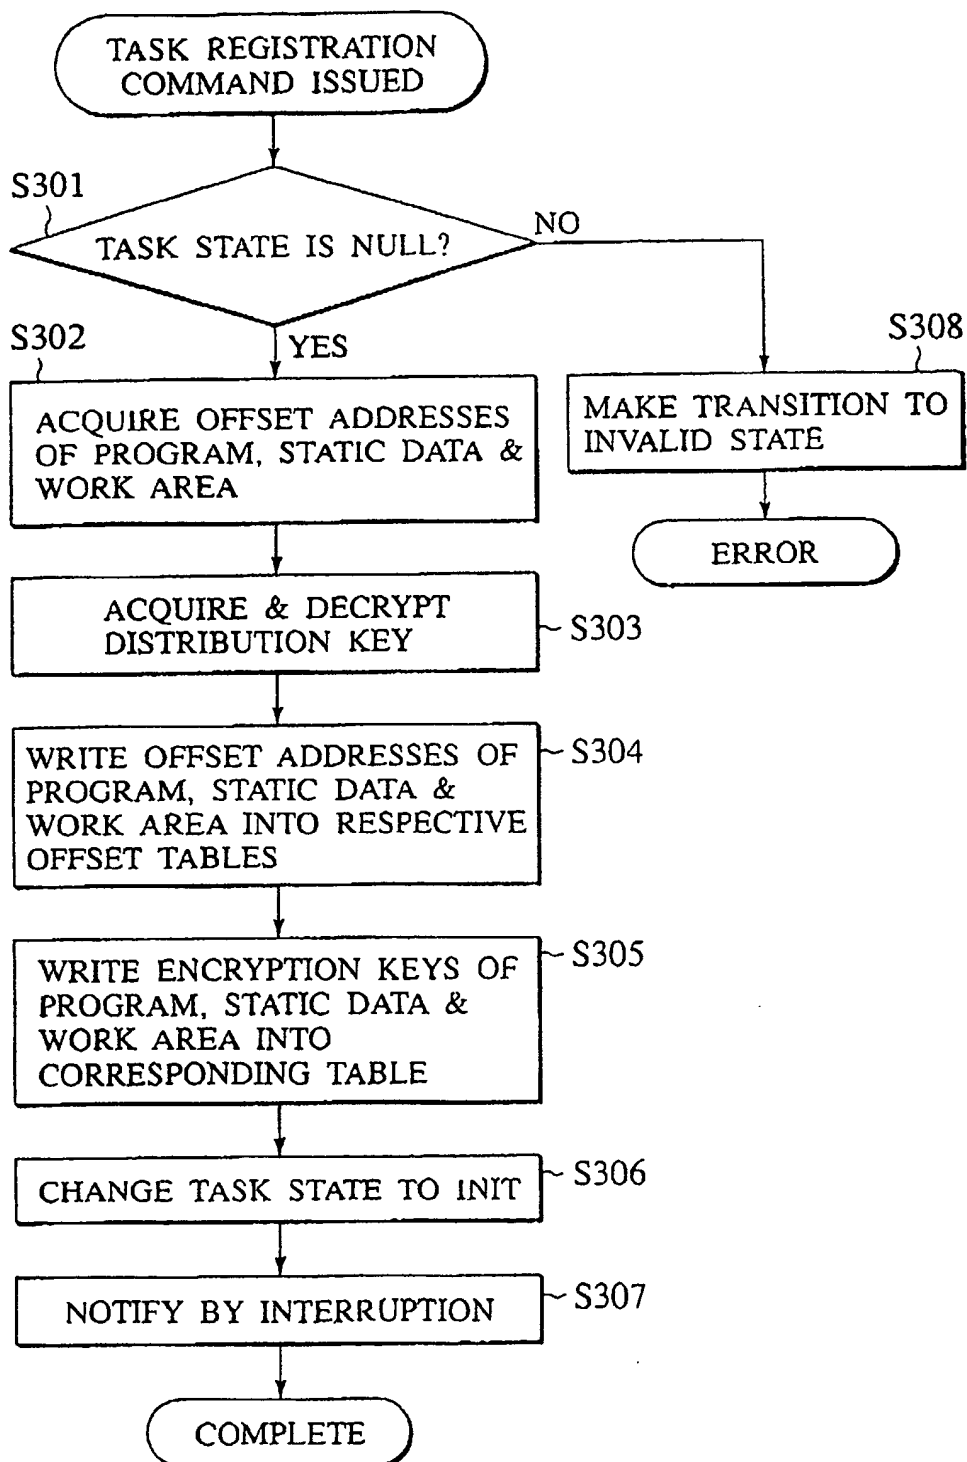 TASK REGISTRATION
COMMAND ISSUED
S301
TASK STATE IS NULL?
NO
YES
S302
ACQUIRE OFFSET ADDRESSES
OF PROGRAM, STATIC DATA &
WORK AREA
S308
MAKE TRANSITION TO
INVALID STATE
ERROR
ACQUIRE & DECRYPT
DISTRIBUTION KEY
S303
WRITE OFFSET ADDRESSES OF
PROGRAM, STATIC DATA &
WORK AREA INTO RESPECTIVE
OFFSET TABLES
S304
WRITE ENCRYPTION KEYS OF
PROGRAM, STATIC DATA &
WORK AREA INTO
CORRESPONDING TABLE
S305
CHANGE TASK STATE TO INIT
S306
NOTIFY BY INTERRUPTION
S307
COMPLETE